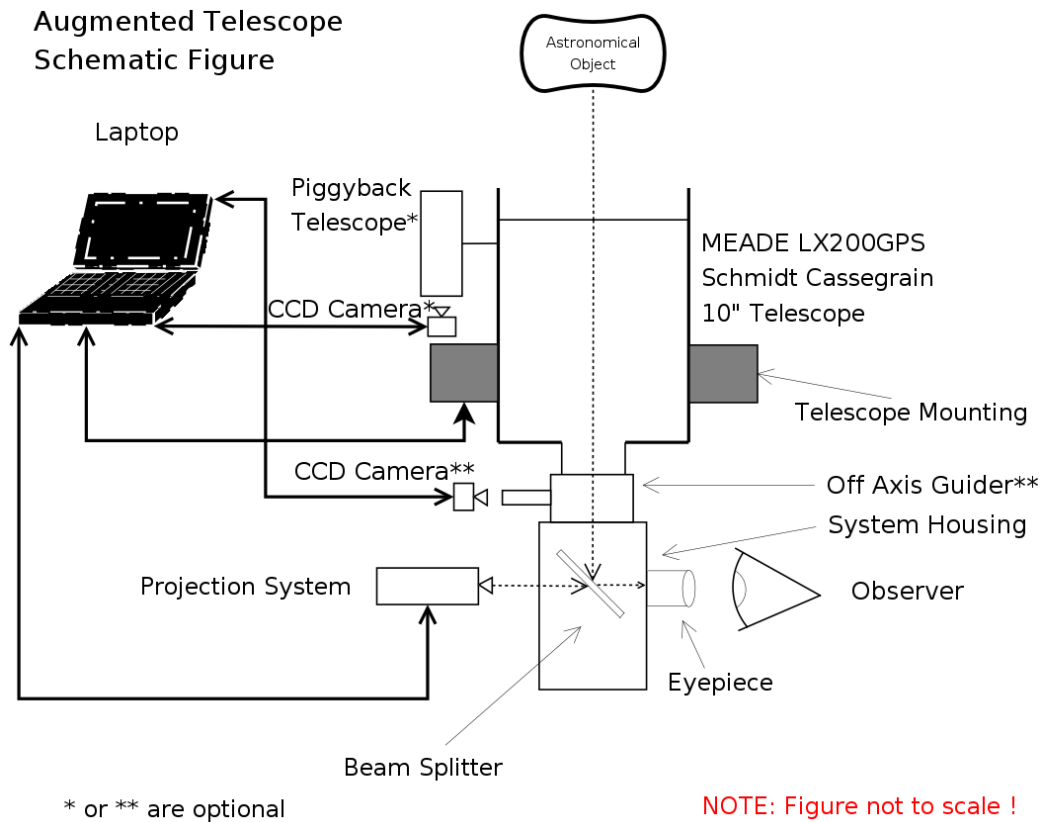 Augmented Telescope
Schematic Figure
Astronomical
Object
Laptop
Piggyback
Telescope*
MEADE LX200GPS
Schmidt Cassegrain
10" Telescope
CCD Camera*
Telescope Mounting
CCD Camera**
Off Axis Guider**
System Housing
Projection System
Observer
Eyepiece
Beam Splitter
* or ** are optional
NOTE: Figure not to scale !